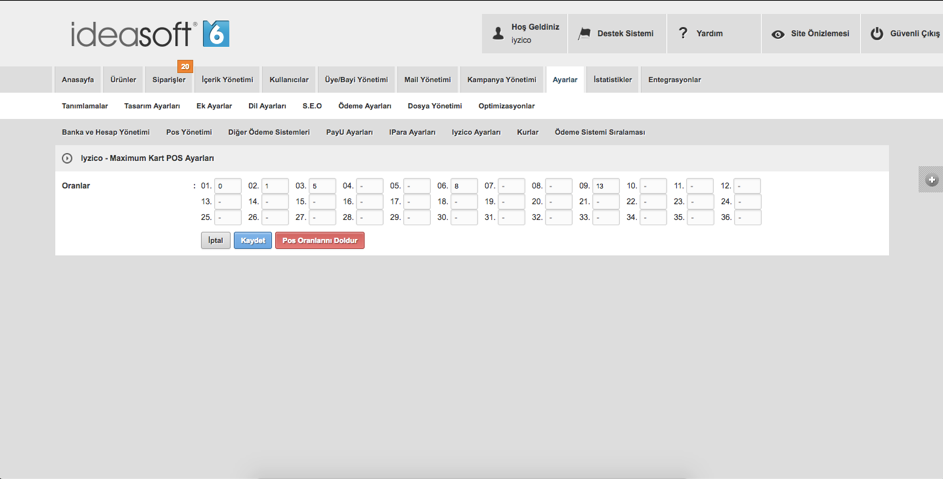 ideasoft® 6
Hoş Geldiniz
iyzico
Destek Sistemi
? Yardım
Site Önizlemesi
Güvenli Çıkış
20
Anasayfa Ürünler Siparişler İçerik Yönetimi Kullanıcılar Üye/Bayi Yönetimi Mail Yönetimi Kampanya Yönetimi Ayarlar İstatistikler Entegrasyonlar
Tanımlamalar Tasarım Ayarları Ek Ayarlar Dil Ayarları S.E.O Ödeme Ayarları Dosya Yönetimi Optimizasyonlar
Banka ve Hesap Yönetimi Pos Yönetimi Diğer Ödeme Sistemleri PayU Ayarları IPara Ayarları Iyzico Ayarları Kurlar Ödeme Sistemi Sıralaması
Iyzico - Maximum Kart POS Ayarları
Oranlar : 01. 0 02. 1 03. 5 04. - 05. - 06. 8 07. - 08. - 09. 13 10. - 11. - 12. -
13. - 14. - 15. - 16. - 17. - 18. - 19. - 20. - 21. - 22. - 23. - 24. -
25. - 26. - 27. - 28. - 29. - 30. - 31. - 32. - 33. - 34. - 35. - 36. -
İptal Kaydet Pos Oranlarını Doldur